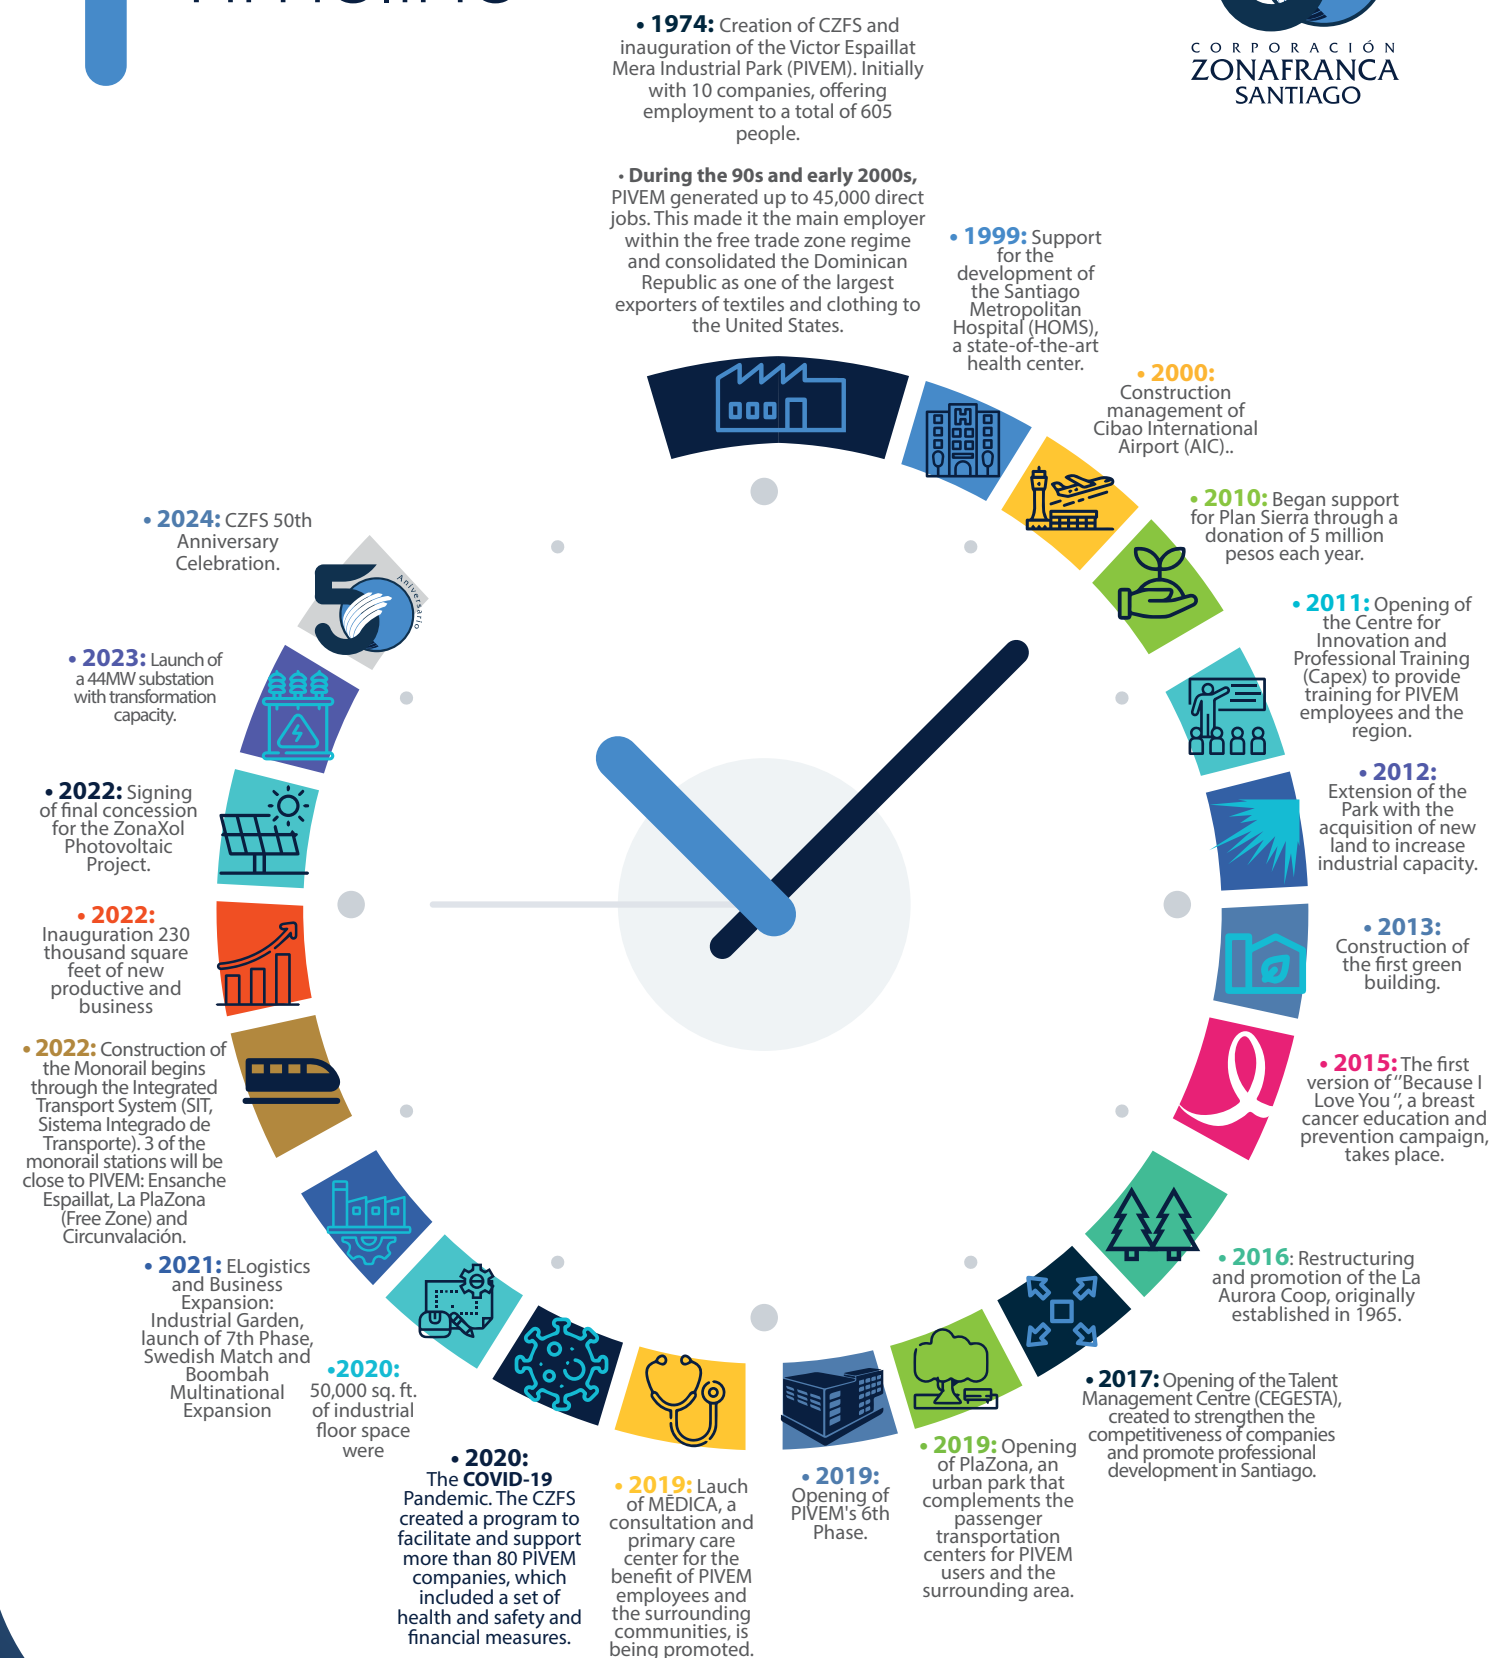 • 1974: Creation of CZFS and
inauguration of the Victor Espaillat
Mera Industrial Park (PIVEM). Initially
with 10 companies, offering
employment to a total of 605
people.
CORPORACIÓN
ZONAFRANCA
SANTIAGO
• During the 90s and early 2000s,
PIVEM generated up to 45,000 direct
jobs. This made it the main employer
within the free trade zone regime
and consolidated the Dominican
Republic as one of the largest
exporters of textiles and clothing to
the United States.
• 1999: Support
for the
development of
the Santiago
Metropolitan
Hospital (HOMS),
a state-of-the-art
health center.
• 2000:
Construction
management of
Cibao International
Airport (AIC)..
• 2010: Began support
for Plan Sierra through a
donation of 5 million
pesos each year.
• 2011: Opening of
the Centre for
Innovation and
Professional Training
(Capex) to provide
training for PIVEM
employees and the
region.
• 2012:
Extension of the
Park with the
acquisition of new
land to increase
industrial capacity.
• 2013:
Construction of
the first green
building.
• 2015: The first
version of "Because I
Love You", a breast
cancer education and
prevention campaign,
takes place.
• 2016: Restructuring
and promotion of the La
Aurora Coop, originally
established in 1965.
• 2017: Opening of the Talent
Management Centre (CEGESTA),
created to strengthen the
competitiveness of companies
and promote professional
development in Santiago.
• 2019: Opening
of PlaZona, an
urban park that
complements the
passenger
transportation
centers for PIVEM
users and the
surrounding area.
• 2019:
Opening of
PIVEM's 6th
Phase.
• 2019: Lauch
of MËDICA, a
consultation and
primary care
center for the
benefit of PIVEM
employees and
the surrounding
communities, is
being promoted.
• 2020:
The COVID-19
Pandemic. The CZFS
created a program to
facilitate and support
more than 80 PIVEM
companies, which
included a set of
health and safety and
financial measures.
•2020:
50,000 sq. ft.
of industrial
floor space
were
• 2021: ELogistics
and Business
Expansion:
Industrial Garden,
launch of 7th Phase,
Swedish Match and
Boombah
Multinational
Expansion
• 2022: Construction of
the Monorail begins
through the Integrated
Transport System (SIT,
Sistema Integrado de
Transporte). 3 of the
monorail stations will be
close to PIVEM: Ensanche
Espaillat, La PlaZona
(Free Zone) and
Circunvalación.
• 2022:
Inauguration 230
thousand square
feet of new
productive and
business
• 2022: Signing
of final concession
for the ZonaXol
Photovoltaic
Project.
• 2023: Launch of
a 44MW substation
with transformation
capacity.
• 2024: CZFS 50th
Anniversary
Celebration.
50
Aniversario
H